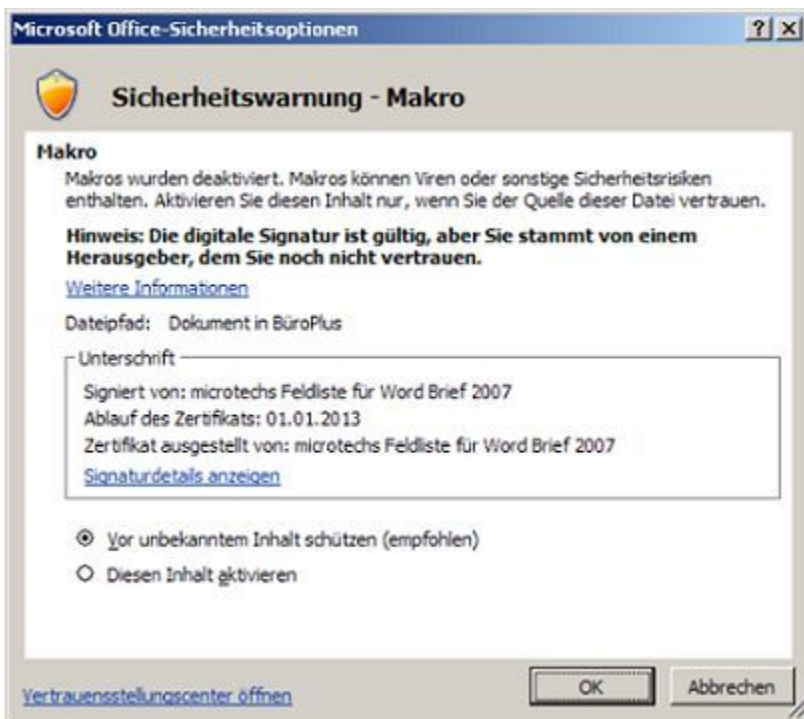 Microsoft Office-Sicherheitsoptionen
Sicherheitswarnung - Makro
Makro
Makros wurden deaktiviert. Makros können Viren oder sonstige Sicherheitsrisiken
enthalten. Aktivieren Sie diesen Inhalt nur, wenn Sie der Quelle dieser Datei vertrauen.
Hinweis: Die digitale Signatur ist gültig, aber Sie stammt von einem
Herausgeber, dem Sie noch nicht vertrauen.
Weitere Informationen
Dateipfad: Dokument in BüroPlus
Unterschrift
Signiert von: microtechs Feldliste für Word Brief 2007
Ablauf des Zertifikats: 01.01.2013
Zertifikat ausgestellt von: microtechs Feldliste für Word Brief 2007
Signaturdetails anzeigen
Vor unbekanntem Inhalt schützen (empfohlen)
Diesen Inhalt aktivieren
Vertrauensstellungscenter öffnen
OK
Abbrechen